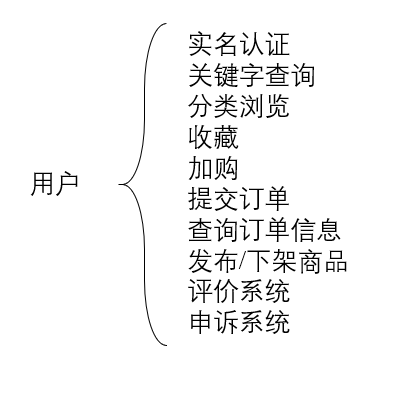 用户
实名认证
关键字查询
分类浏览
收藏
加购
提交订单
查询订单信息
发布/下架商品
评价系统
申诉系统